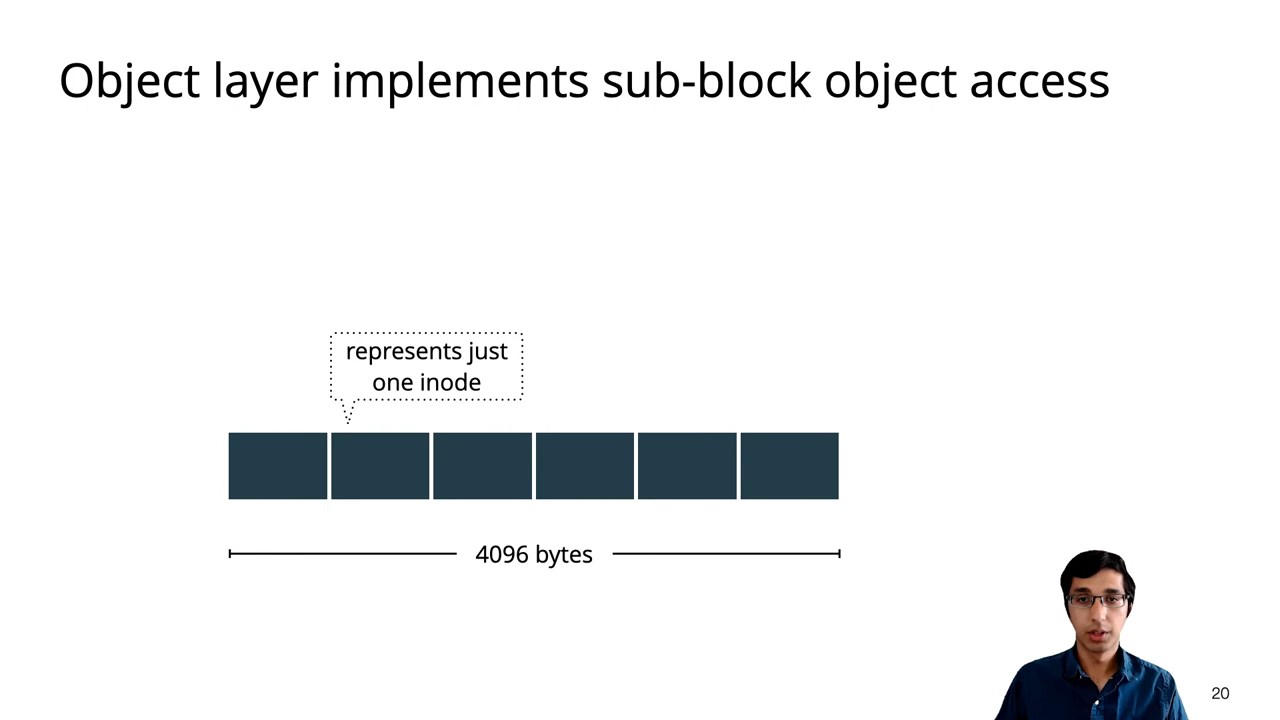 Object layer implements sub-block object access
represents just
one inode
4096 bytes
20